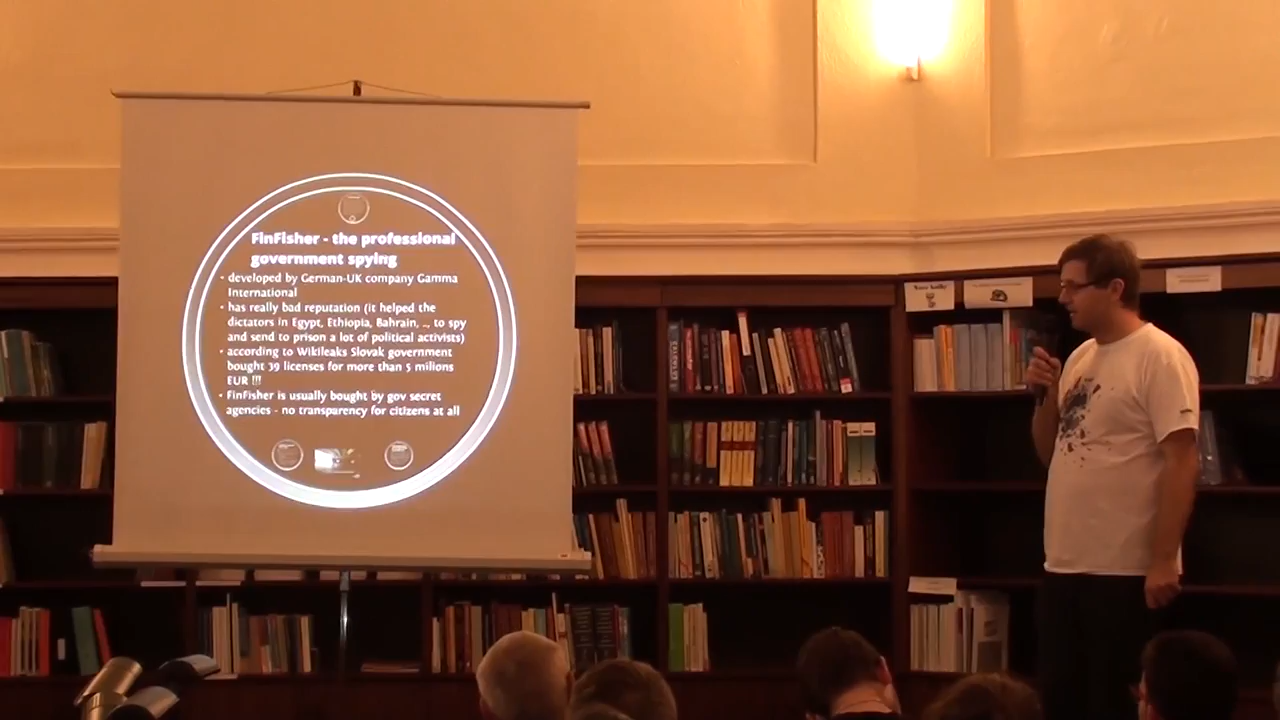 FinFisher - the professional
government spying
• developed by German-UK company Gamma
International
• has really bad reputation (it helped the
dictators in Egypt, Ethiopia, Bahrain, .., to spy
and send to prison a lot of political activists)
• according to Wikileaks Slovak government
bought 39 licenses for more than 5 milions
EUR !!!
• FinFisher is usually bought by gov secret
agencies - no transparency for citizens at all